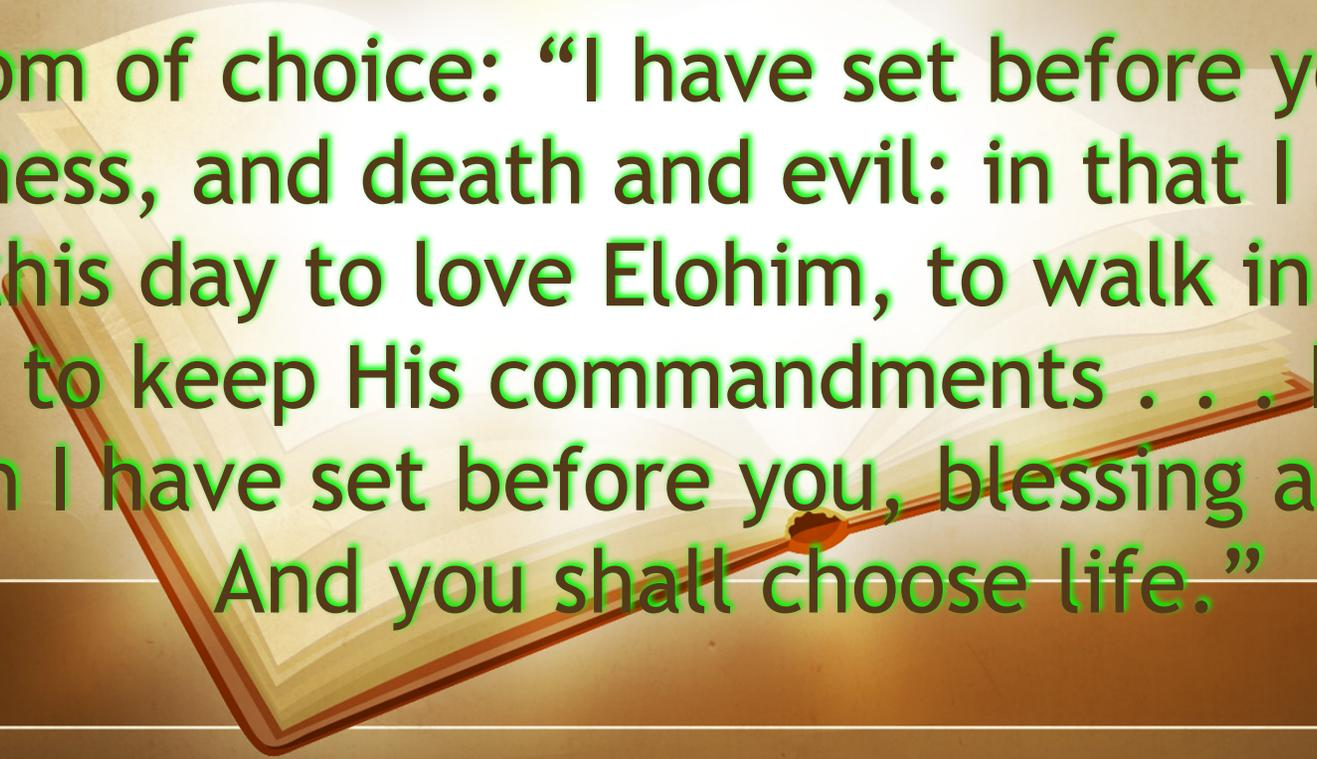 om of choice: “I have set before y
ness, and death and evil: in that I
this day to love Elohim, to walk in
to keep His commandments . . .
n I have set before you, blessing a
And you shall choose life.”